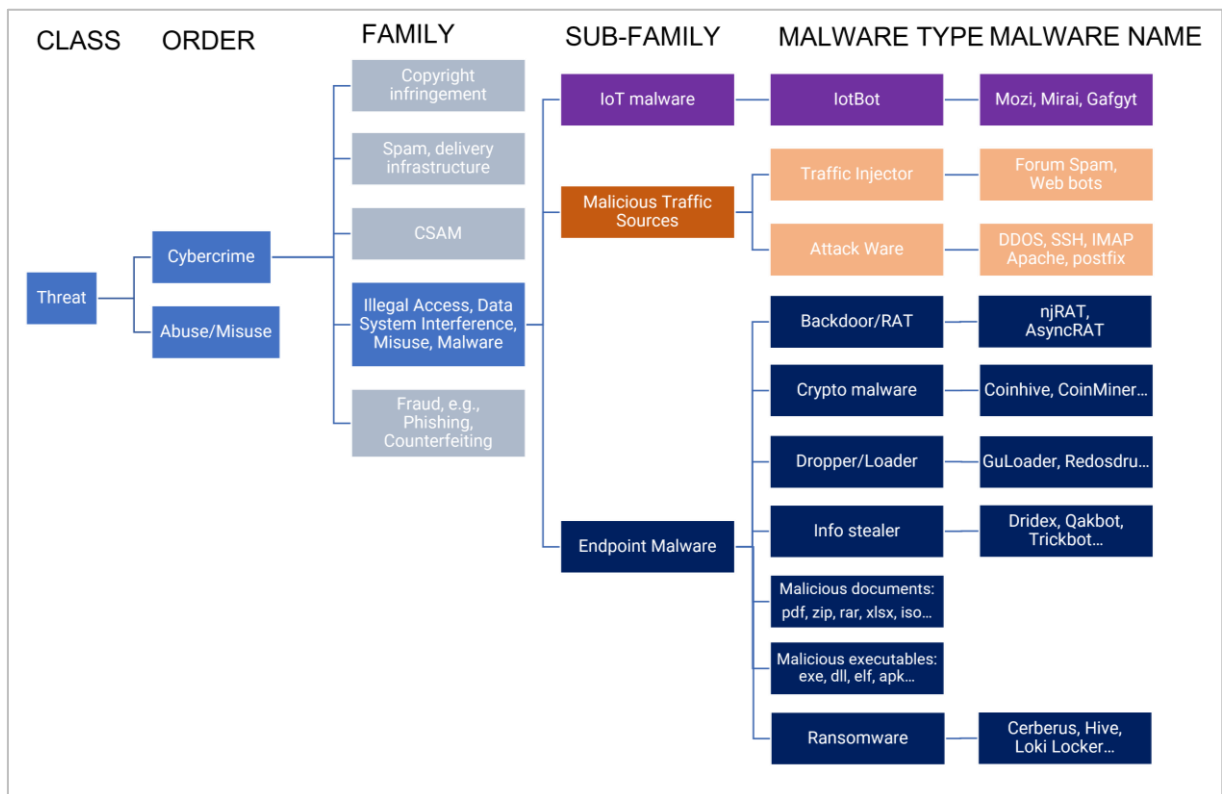 CLASS
ORDER
FAMILY
SUB-FAMILY
MALWARE TYPE
MALWARE NAME
Threat
Cybercrime
Abuse/Misuse
Copyright
infringement
Spam, delivery
infrastructure
CSAM
Illegal Access, Data
System Interference,
Misuse, Malware
Fraud, e.g.,
Phishing,
Counterfeiting
IoT malware
Malicious Traffic
Sources
Endpoint Malware
IotBot
Traffic Injector
Attack Ware
Backdoor/RAT
Crypto malware
Dropper/Loader
Info stealer
Malicious documents:
pdf, zip, rar, xlsx, iso…
Malicious executables:
exe, dll, elf, apk…
Ransomware
Mozi, Mirai, Gafgyt
Forum Spam,
Web bots
DDOS, SSH, IMAP
Apache, postfix
njRAT,
AsyncRAT
Coinhive, CoinMiner…
GuLoader, Redosdru…
Dridex, Qakbot,
Trickbot…
Cerberus, Hive,
Loki Locker…